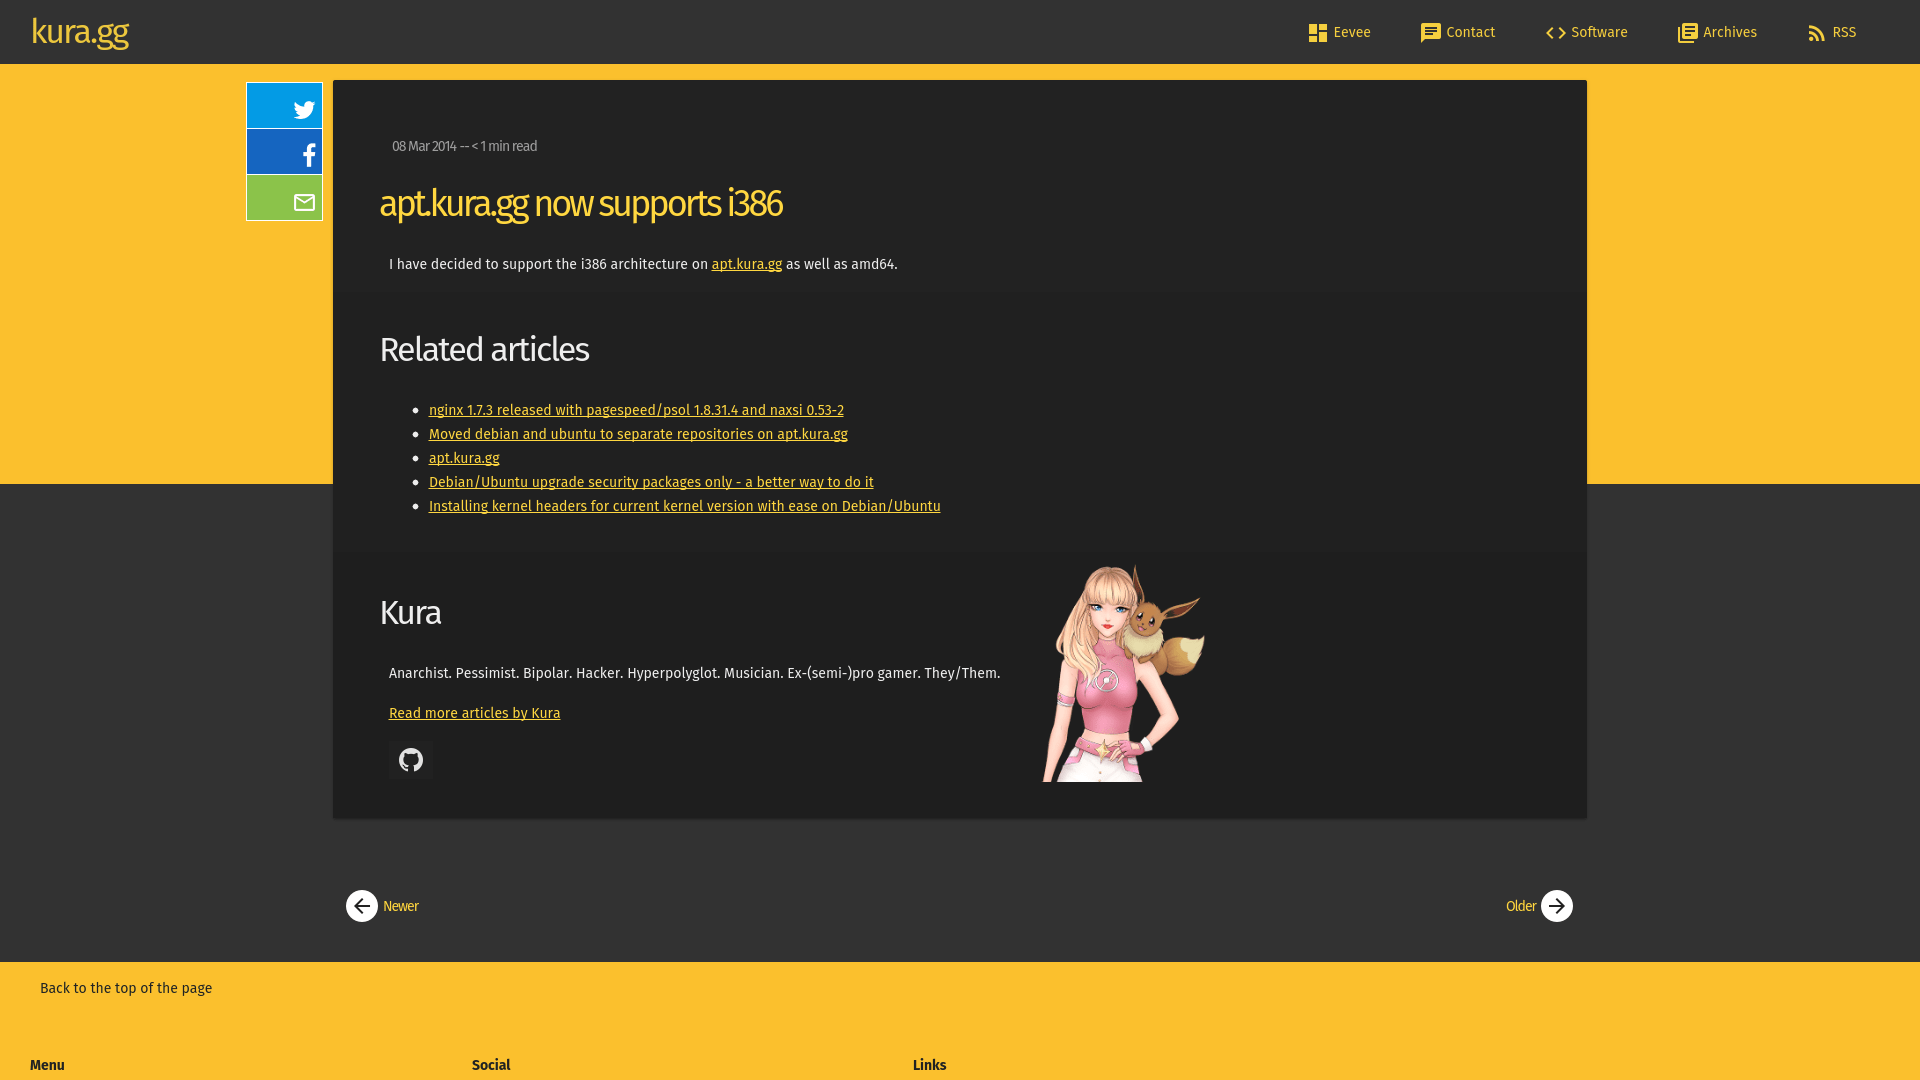 kura.gg
Eevee
Contact
Software
Archives
RSS
08 Mar 2014 -- < 1 min read
apt.kura.gg now supports i386
I have decided to support the i386 architecture on apt.kura.gg as well as amd64.
Related articles
nginx 1.7.3 released with pagespeed/psol 1.8.31.4 and naxsi 0.53-2
Moved debian and ubuntu to separate repositories on apt.kura.gg
apt.kura.gg
Debian/Ubuntu upgrade security packages only - a better way to do it
Installing kernel headers for current kernel version with ease on Debian/Ubuntu
Kura
Anarchist. Pessimist. Bipolar. Hacker. Hyperpolyglot. Musician. Ex-(semi-)pro gamer. They/Them.
Read more articles by Kura
Newer
Older
Back to the top of the page
Menu
Social
Links